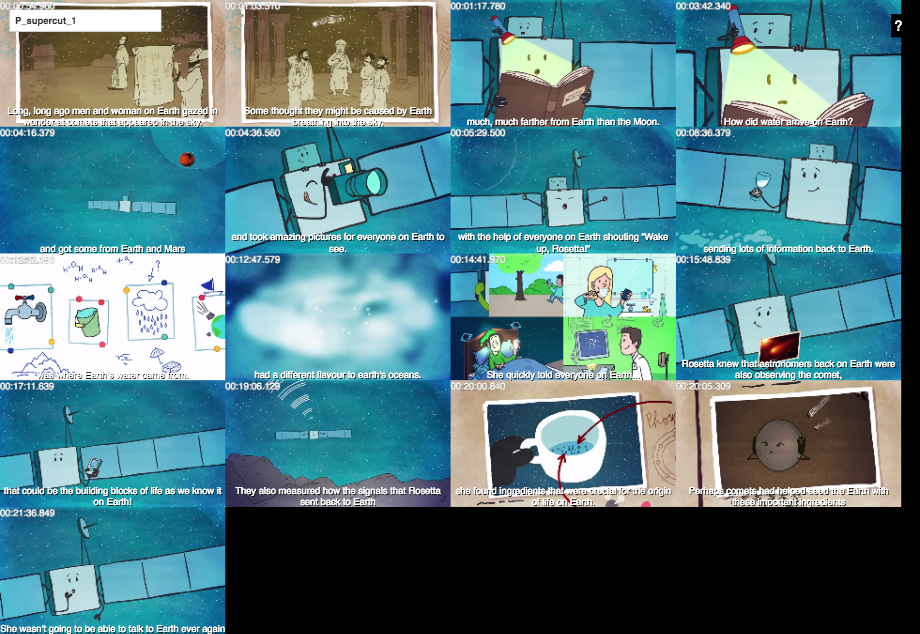 00:00:54.
P_supercut_1
Long, long ago men and woman on Earth gazed in
wonder at comets that appeared in the sky.
00:01:03.510
Some thought they might be caused by Earth
breathing into the sky.
00:01:17.780
much, much farther from Earth than the Moon.
00:03:42.340
?
How did water arrive on Earth?
00:04:16.379
and got some from Earth and Mars
00:04:36.560
and took amazing pictures for everyone on Earth to
see.
00:05:29.500
with the help of everyone on Earth shouting "Wake
up, Rosetta!"
00:08:36.379
sending lots of information back to Earth.
?
was where Earth's water came from.
00:12:47.579
had a different flavour to earth's oceans.
00:14:41.970
She quickly told everyone on Earth
00:15:48.839
Rosetta knew that astronomers back on Earth were
also observing the comet,
00:17:11.639
that could be the building blocks of life as we know it
on Earth!
00:19:06.129
They also measured how the signals that Rosetta
sent back to Earth
00:20:00.840
she found ingredients that were crucial for the origin
of life on Earth.
00:20:05.309
Perhaps comets had helped seed the Earth with
these important ingredients
00:21:36.849
She wasn't going to be able to talk to Earth ever again